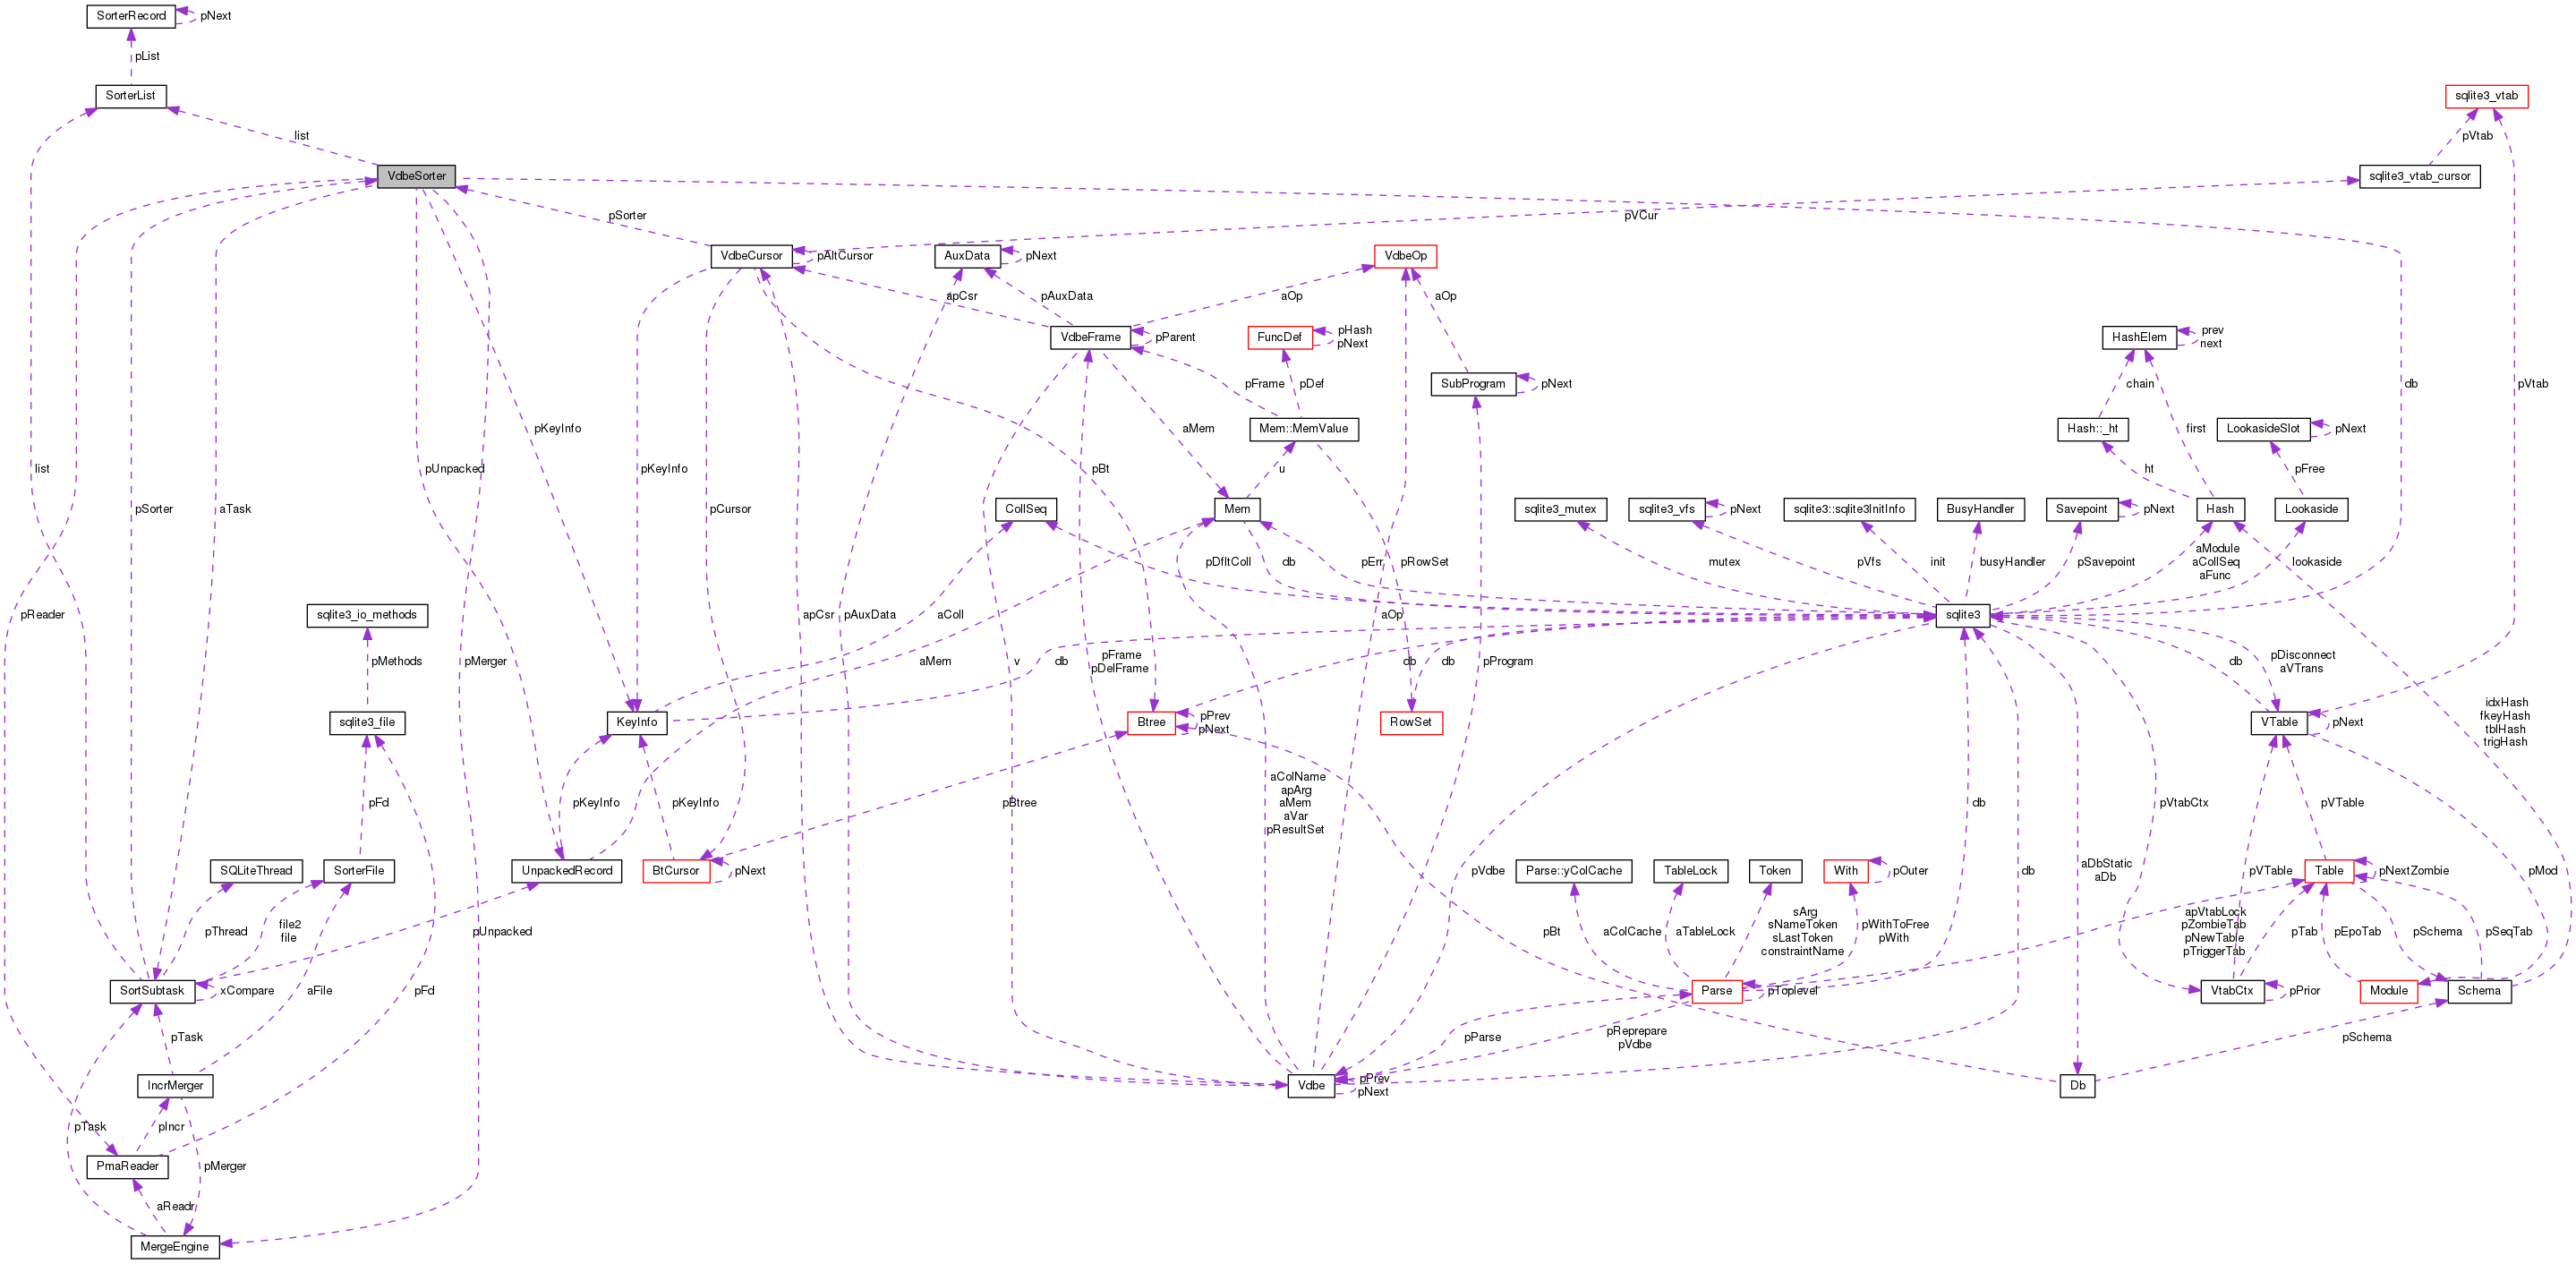 SorterRecord
pNext
pList
SorterList
sqlite3_vtab
list
pVtab
VdbeSorter
sqlite3_vtab_cursor
pSorter
pVCur
VdbeCursor
pAltCursor
AuxData
pNext
VdbeOp
apCsr
pAuxData
aOp
aOp
VdbeFrame
pParent
FuncDef
pHash
pNext
HashElem
prev
next
pFrame
pDef
SubProgram
pNext
chain
db
pVtab
pKeyInfo
aMem
Mem::MemValue
Hash::_ht
first
LookasideSlot
pNext
list
pUnpacked
pKeyInfo
pBt
u
ht
pFree
pSorter
aTask
pCursor
CollSeq
Mem
sqlite3_mutex
sqlite3_vfs
pNext
sqlite3::sqlite3InitInfo
BusyHandler
Savepoint
pNext
Hash
Lookaside
pDfltColl
db
pErr
pRowSet
mutex
pVfs
init
busyHandler
pSavepoint
aModule
aCollSeq
aFunc
lookaside
pReader
sqlite3_io_methods
apCsr
pAuxData
aColl
aOp
sqlite3
pMethods
pMerger
aMem
db
v
pFrame
pDelFrame
db
db
pProgram
pDisconnect
aVTrans
db
sqlite3_file
KeyInfo
Btree
pPrev
pNext
RowSet
VTable
pNext
idxHash
fkeyHash
tblHash
trigHash
pFd
pKeyInfo
pKeyInfo
pBtree
aColName
apArg
aMem
aVar
pResultSet
db
pVtabCtx
pVTable
SQLiteThread
SorterFile
UnpackedRecord
BtCursor
pNext
pVdbe
Parse::yColCache
TableLock
Token
With
pOuter
db
aDbStatic
aDb
pVTable
Table
pNextZombie
pMod
pThread
file2
file
pUnpacked
pBt
aColCache
aTableLock
sArg
sNameToken
sLastToken
constraintName
pWithToFree
pWith
apVtabLock
pZombieTab
pNewTable
pTriggerTab
pTab
pEpoTab
pSchema
pSeqTab
SortSubtask
xCompare
aFile
pFd
Parse
pToplevel
VtabCtx
pPrior
Module
Schema
pTask
pParse
pReprepare
pVdbe
pSchema
IncrMerger
Vdbe
pPrev
pNext
Db
pTask
pIncr
PmaReader
pMerger
aReadr
MergeEngine